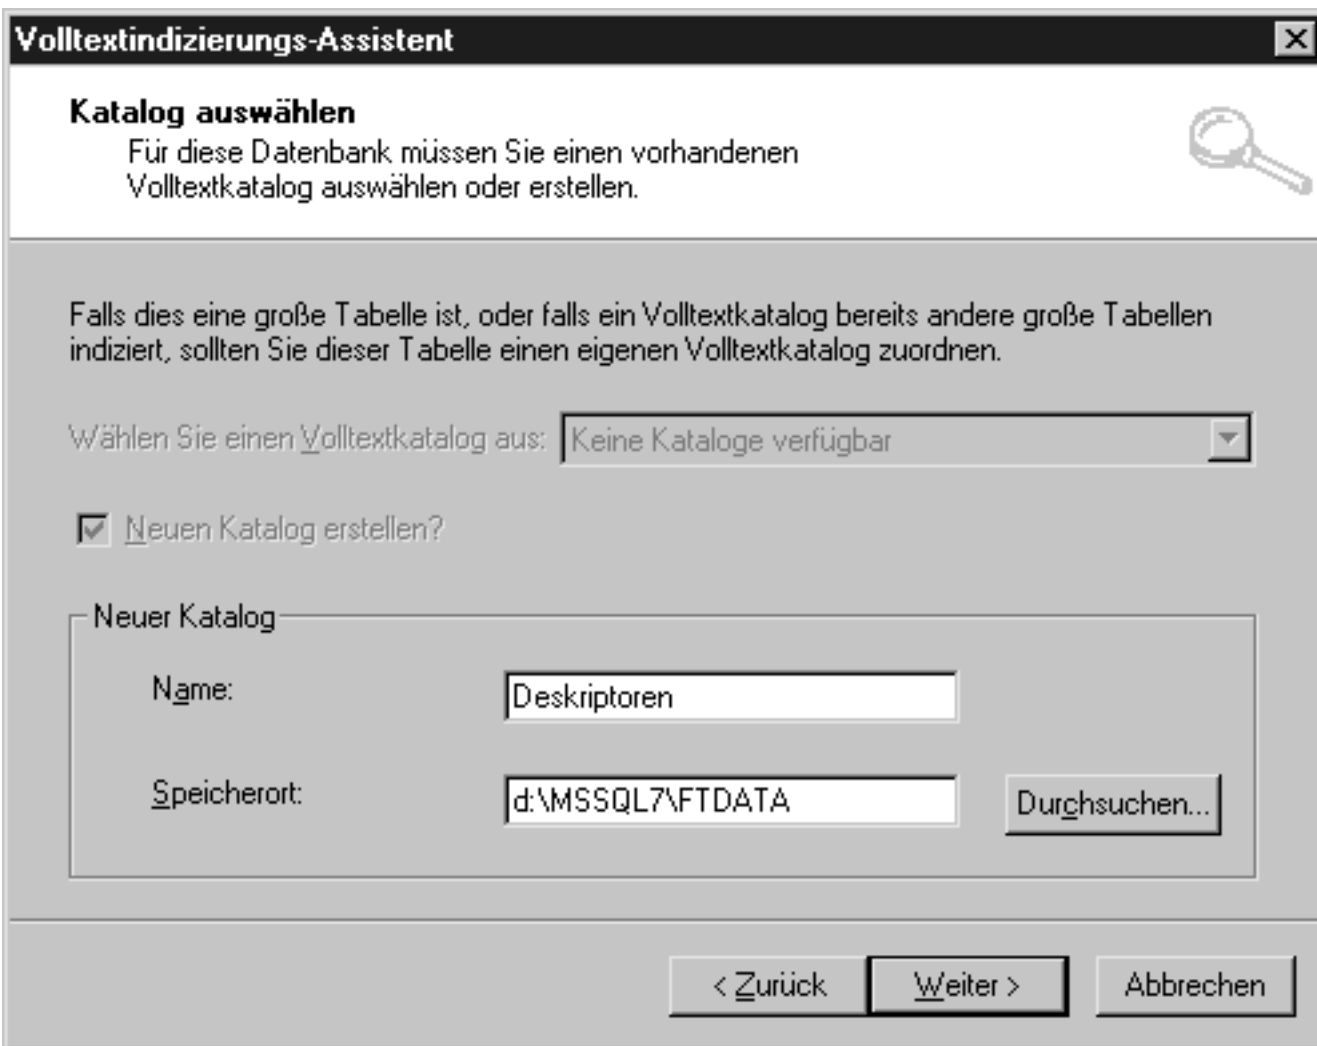 Volltextindizierungs-Assistent
Katalog auswählen
Für diese Datenbank müssen Sie einen vorhandenen
Volltextkatalog auswählen oder erstellen.
Falls dies eine große Tabelle ist, oder falls ein Volltextkatalog bereits andere große Tabellen
indiziert, sollten Sie dieser Tabelle einen eigenen Volltextkatalog zuordnen.
Wählen Sie einen Volltextkatalog aus: Keine Kataloge verfügbar
Neuen Katalog erstellen?
Neuer Katalog
Name: Deskriptoren
Speicherort: d:\MSSQL7\FTDATA Durchsuchen...
< Zurück Weiter > Abbrechen